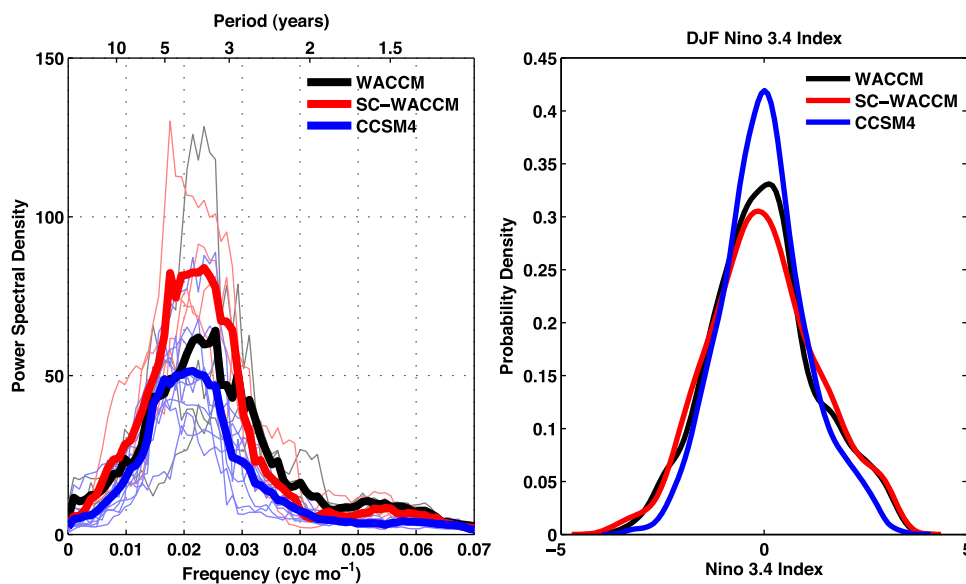 Period (years)
10 5 3 2 1.5
150
100
50
0
Power Spectral Density
WACCM
SC−WACCM
CCSM4
0 0.01 0.02 0.03 0.04 0.05 0.06 0.07
Frequency (cyc mo−1)
DJF Nino 3.4 Index
0.45
0.4
0.35
0.3
0.25
0.2
0.15
0.1
0.05
0
Probability Density
WACCM
SC−WACCM
CCSM4
−5 0 5
Nino 3.4 Index